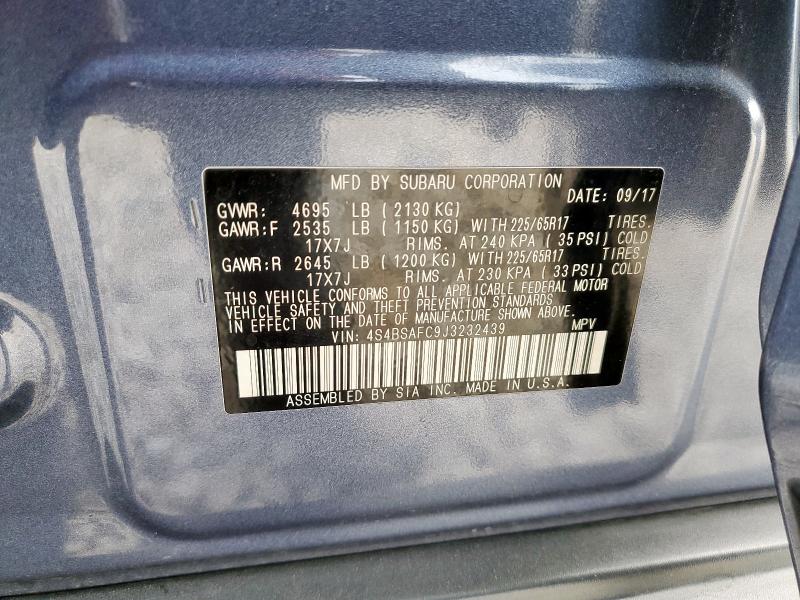 MFD BY SUBARU CORPORATION DATE: 09/17
GVWR: 4695 LB ( 2130 KG)
GAWR:F 2535 LB ( 1150 KG) WITH 225/65R17 TIRES.
17X7J RIMS. AT 240 KPA ( 35 PSI) COLD
GAWR:R 2645 LB ( 1200 KG) WITH 225/65R17 TIRES.
17X7J RIMS. AT 230 KPA ( 33 PSI) COLD
THIS VEHICLE CONFORMS TO ALL APPLICABLE FEDERAL MOTOR
VEHICLE SAFETY AND THEFT PREVENTION STANDARDS
IN EFFECT ON THE DATE OF MANUFACTURE SHOWN ABOVE.
VIN: 4S4BSAFC9J3232439 MPV
ASSEMBLED BY SIA INC. MADE IN U.S.A.